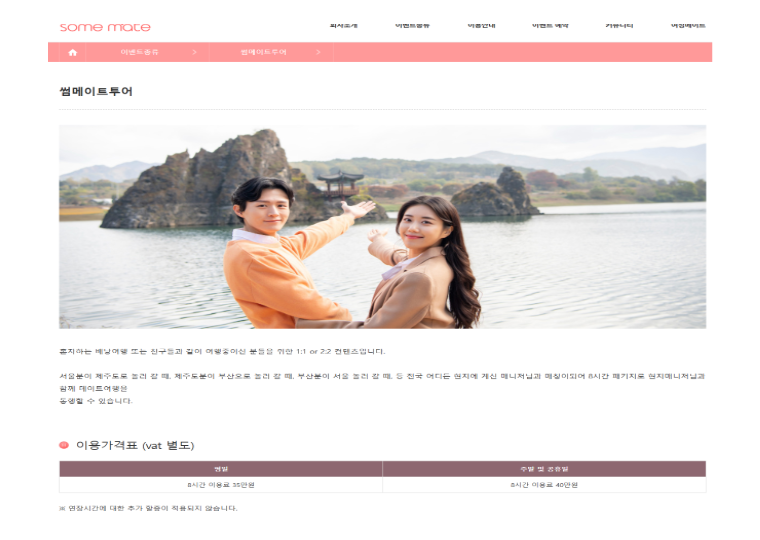 some mate
회사소개 이벤트종류 이용안내 이벤트 예약 커뮤니티 여성메이트
이벤트종류 > 썸메이트투어 >
썸메이트투어
혼자하는 배낭여행 또는 친구들과 같이 여행중이신 분들을 위한 1:1 or 2:2 컨텐츠입니다.
서울분이 제주도로 놀러 갈 때, 제주도분이 부산으로 놀러 갈 때, 부산분이 서울 놀러 갈 때, 등 전국 어디든 현지에 계신 매니저님과 매칭이되어 8시간 패키지로 현지매니저님과
함께 데이트여행을
동행할 수 있습니다.
이용가격표 (vat 별도)
평일 주말 및 공휴일
8시간 이용료 35만원 8시간 이용료 40만원
※ 연장시간에 대한 추가 할증이 적용되지 않습니다.